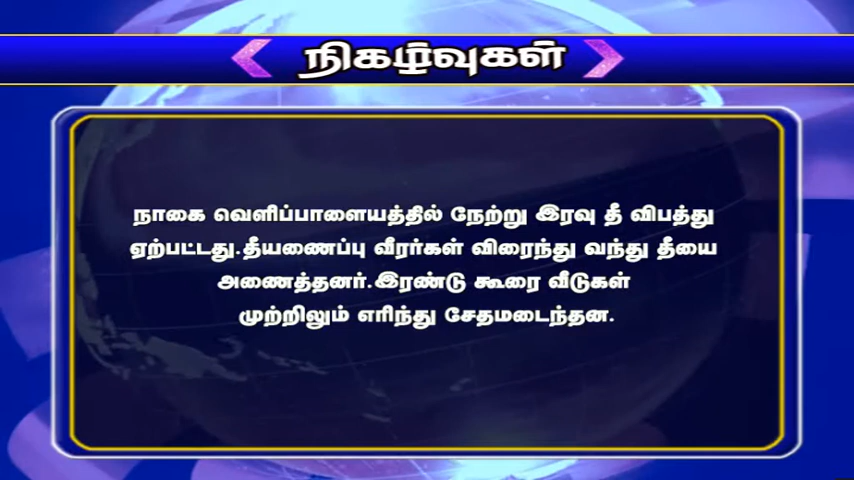 நிகழ்வுகள்
நாகை வெளிப்பாளையத்தில் நேற்று இரவு தீ விபத்து
ஏற்பட்டது.தீயணைப்பு வீரர்கள் விரைந்து வந்து தீயை
அணைத்தனர்.இரண்டு கூரை வீடுகள்
முற்றிலும் எரிந்து சேதமடைந்தன.